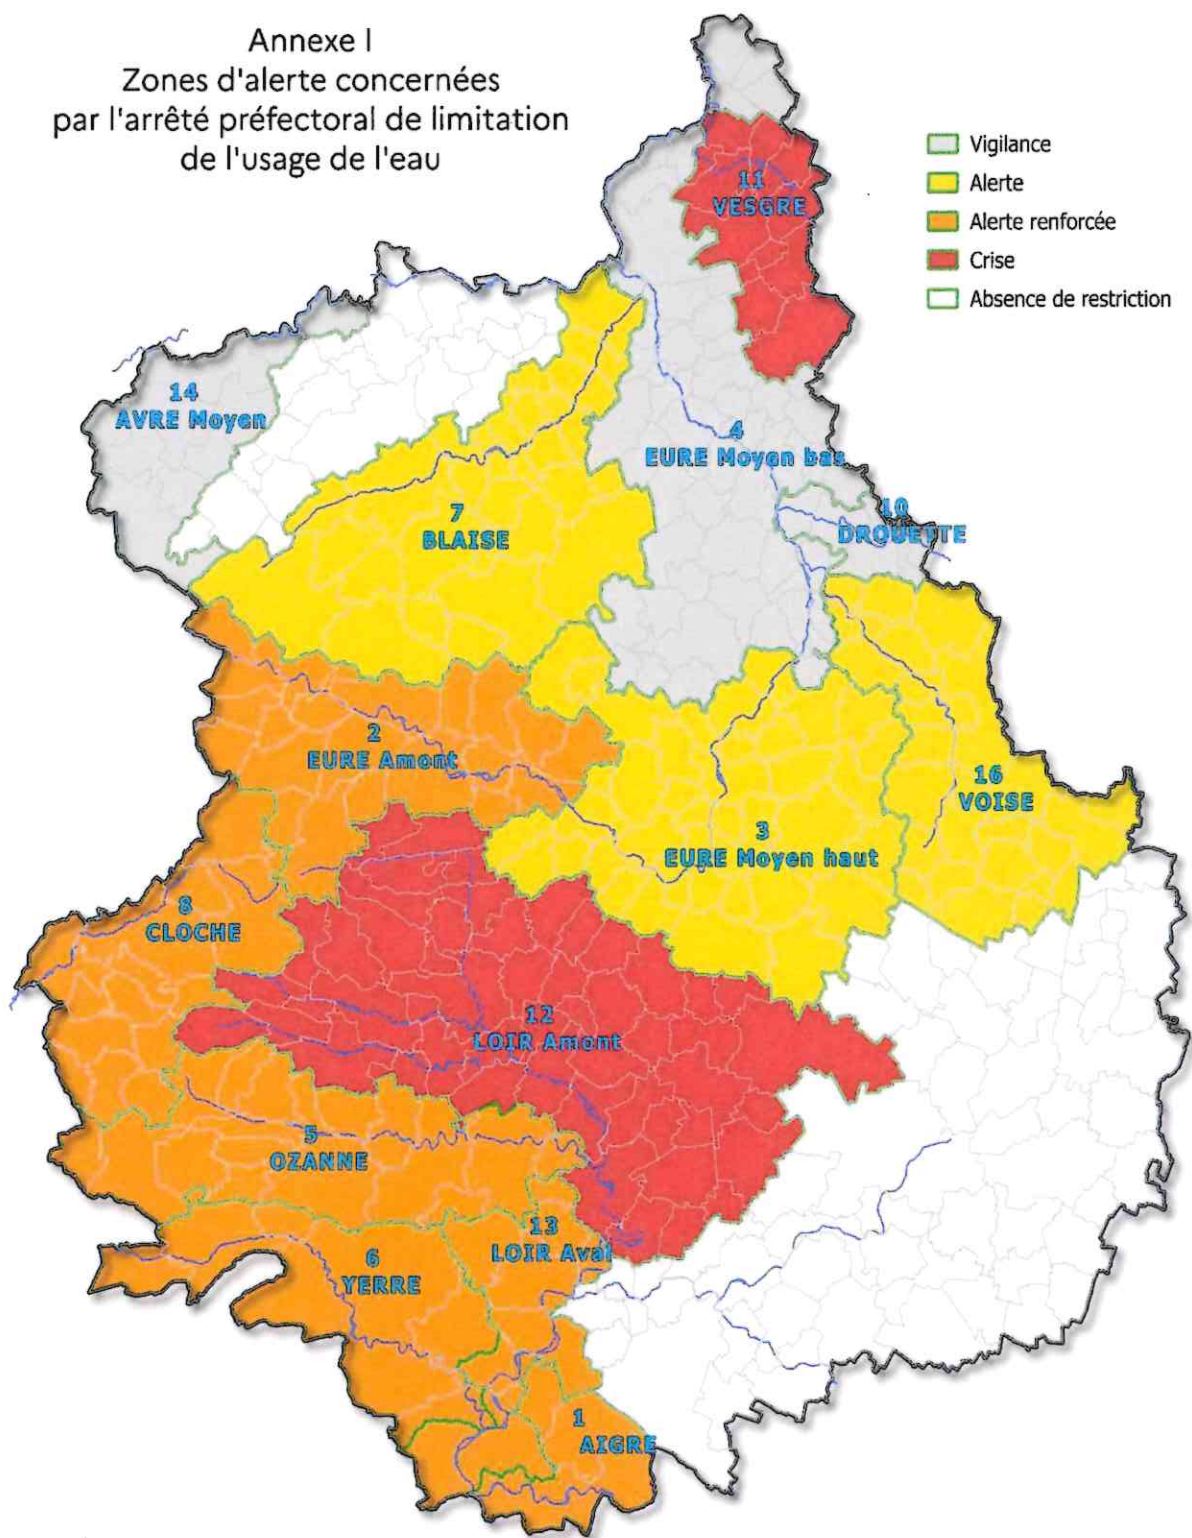 Annexe I
Zones d'alerte concernées
par l'arrêté préfectoral de limitation
de l'usage de l'eau
Vigilance
Alerte
Alerte renforcée
Crise
Absence de restriction
11
VESGRE
14
AVRE Moyen
4
EURE Moyen bas
10
DROUETTE
7
BLAISE
2
EURE Amont
16
VOISE
3
EURE Moyen haut
8
CLOCHE
12
LOIR Amont
5
OZANNE
13
LOIR Aval
6
YERRE
1
AIGRE